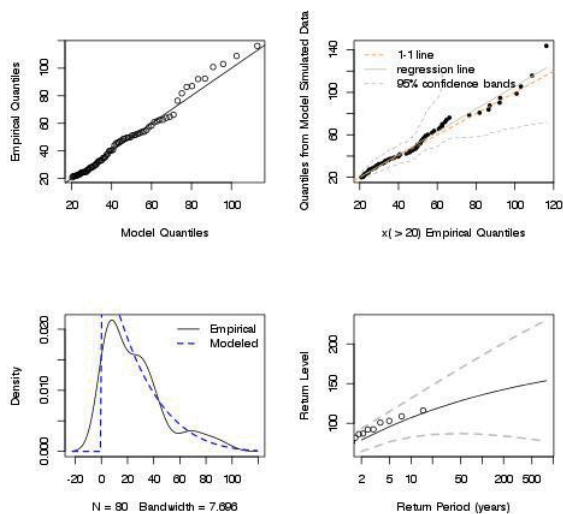 Empirical Quantiles
20 40 60 80 100
20 40 60 80 100
Model Quantiles
Quantiles from Model Simulated Data
20 60 100 140
1-1 line
regression line
95% confidence bands
20 40 60 80 100 120
x( > 20) Empirical Quantiles
Density
0.000 0.010 0.020
Empirical
Modeled
-20 0 20 40 60 80 100
N = 80 Bandwidth = 7.696
Return Level
100 150 200
2 5 10 50 200 500
Return Period (years)